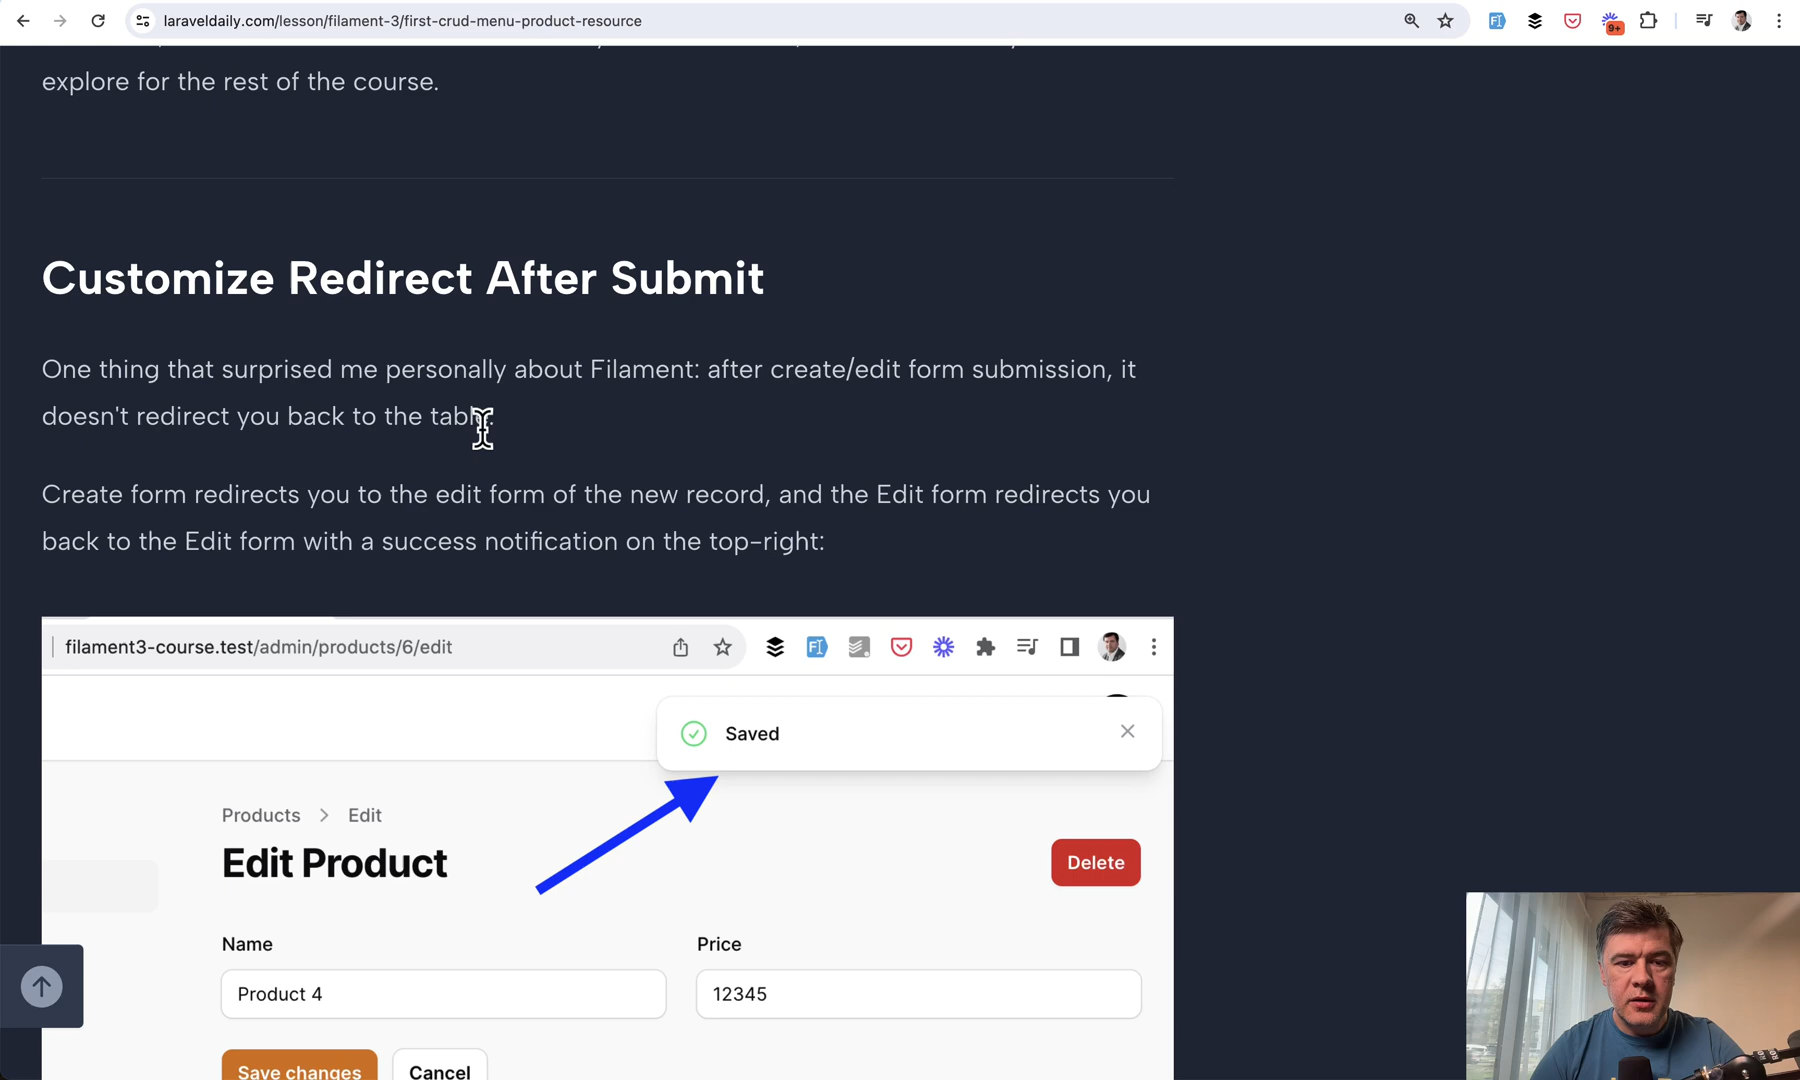 laraveldaily.com/lesson/filament-3/first-crud-menu-product-resource
9+
explore for the rest of the course.
Customize Redirect After Submit
One thing that surprised me personally about Filament: after create/edit form submission, it
doesn't redirect you back to the table.
Create form redirects you to the edit form of the new record, and the Edit form redirects you
back to the Edit form with a success notification on the top-right:
filament3-course.test/admin/products/6/edit
Saved
Products > Edit
Edit Product
Delete
Name
Price
Product 4
12345
Save changes
Cancel